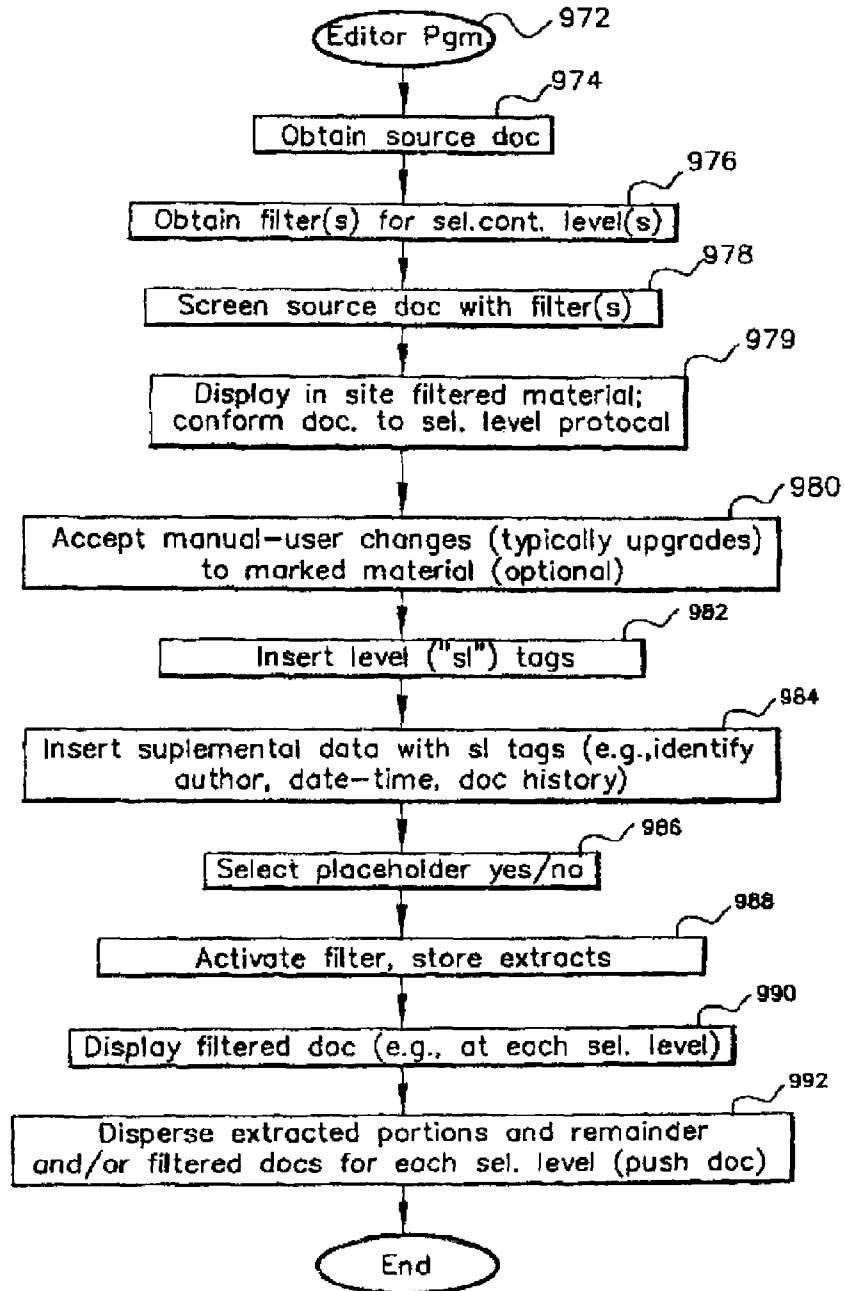 Editor Pgm
972
974
Obtain source doc
976
Obtain filter(s) for sel.cont. level(s)
978
Screen source doc with filter(s)
979
Display in site filtered material;
conform doc. to sel. level protocal
980
Accept manual-user changes (typically upgrades)
to marked material (optional)
982
Insert level ("sl") tags
984
Insert suplemental data with sl tags (e.g.,identify
author, date-time, doc history)
986
Select placeholder yes/no
988
Activate filter, store extracts
990
Display filtered doc (e.g., at each sel. level)
992
Disperse extracted portions and remainder
and/or filtered docs for each sel. level (push doc)
End